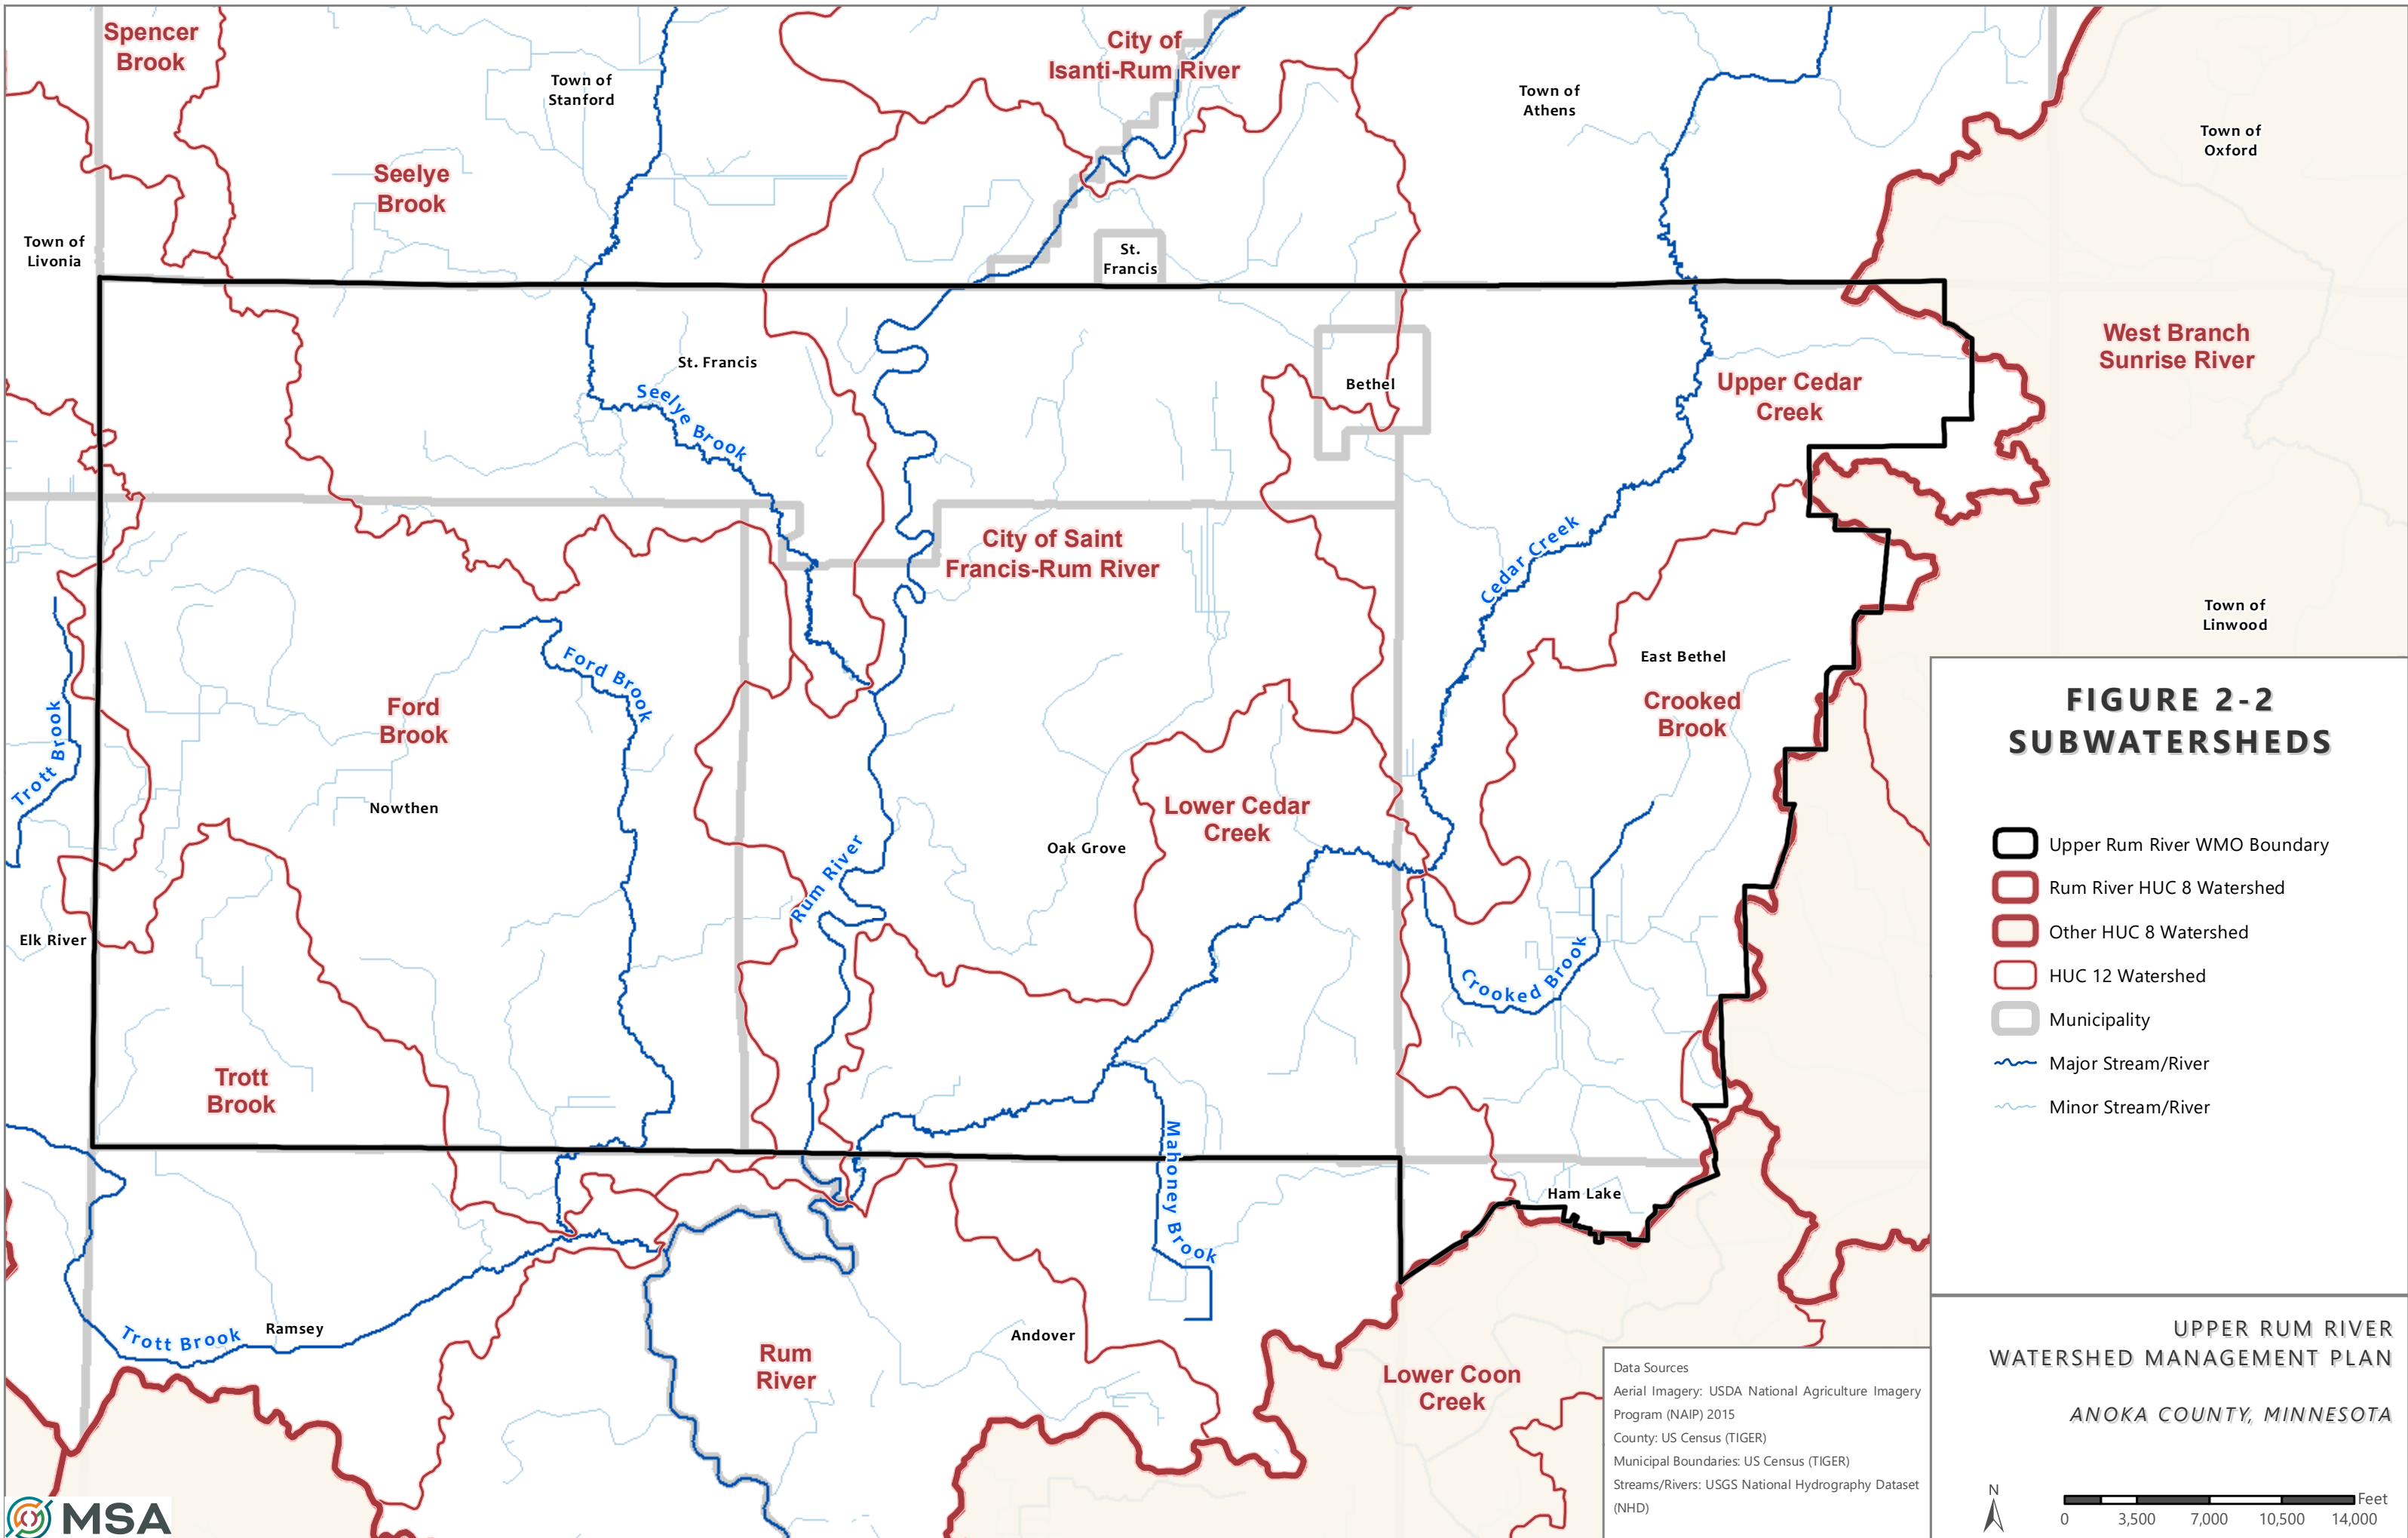 Spencer
Brook
City of
Isanti-Rum River
Town of
Stanford
Town of
Athens
Town of
Oxford
Seelye
Brook
Town of
Livonia
St.
Francis
West Branch
Sunrise River
St. Francis
Bethel
Upper Cedar
Creek
Seelye Brook
City of Saint
Francis-Rum River
Cedar Creek
Town of
Linwood
Ford Brook
East Bethel
Crooked
Brook
Ford
Brook
Trott Brook
Nowthen
Lower Cedar
Creek
Oak Grove
Rum River
Elk River
Crooked Brook
Trott
Brook
Mahoney Brook
Ham Lake
Trott Brook
Ramsey
Andover
Rum
River
Lower Coon
Creek
FIGURE 2-2
SUBWATERSHEDS
Upper Rum River WMO Boundary
Rum River HUC 8 Watershed
Other HUC 8 Watershed
HUC 12 Watershed
Municipality
Major Stream/River
Minor Stream/River
UPPER RUM RIVER
WATERSHED MANAGEMENT PLAN
ANOKA COUNTY, MINNESOTA
Data Sources
Aerial Imagery: USDA National Agriculture Imagery
Program (NAIP) 2015
County: US Census (TIGER)
Municipal Boundaries: US Census (TIGER)
Streams/Rivers: USGS National Hydrography Dataset
(NHD)
N
Feet
0 3,500 7,000 10,500 14,000
MSA